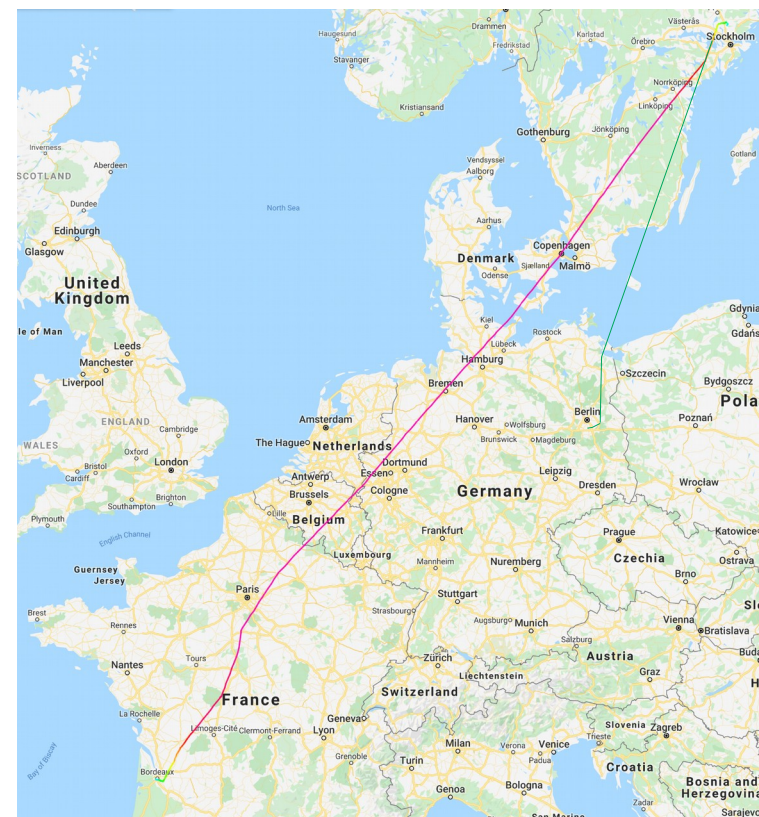 Västerås
Drammen
Karlstad
Haugesund
Örebro
Stockholm
Fredrikstad
Stavanger
Norrköping
Kristiansand
Linköping
Gothenburg
Jönköping
Inverness
Vendsyssel
Gotland
Aberdeen
Aalborg
SCOTLAND
Dundee
North Sea
Aarhus
Edinburgh
Copenhagen
Glasgow
Denmark
Sjælland
Malmö
Odense
United
Kingdom
Gdynia
Kiel
le of Man
Rostock
Gdańs
Leeds
Lübeck
Manchester
Hamburg
Szczecin
Liverpool
Bremen
Bydgoszcz
Pola
Amsterdam
Berlin
ENGLAND
Hanover
Wolfsburg
Poznań
Cambridge
The Hague
Netherlands
Brunswick
Magdeburg
WALES
Oxford
London
Dortmund
Bristol
Essen
Leipzig
Cardiff
Antwerp
Dresden
Wrocław
Brussels
Cologne
Germany
Southampton
Brighton
Lille
Plymouth
Belgium
Frankfurt
Prague
Katowice
English Channel
Luxembourg
Czechia
Ostrava
Guernsey
Mannheim
Nuremberg
Brno
Jersey
Paris
Stuttgart
Brest
Strasbourg
Slo
Rennes
Augsburg
Munich
Vienna
Bratislava
Salzburg
Nantes
Tours
Zürich
Austria
Buda
Liechtenstein
Graz
France
Switzerland
H
La Rochelle
Geneva
Limoges-Cité
Clermont-Ferrand
Lyon
Slovenia
Zagreb
Milan
Verona
Venice
Trieste
Bay of Biscay
Grenoble
Turin
Padua
Croatia
Bordeaux
Bologna
Bosnia and
Genoa
Herzegovina
Zadar
San Marino
Sarajevo